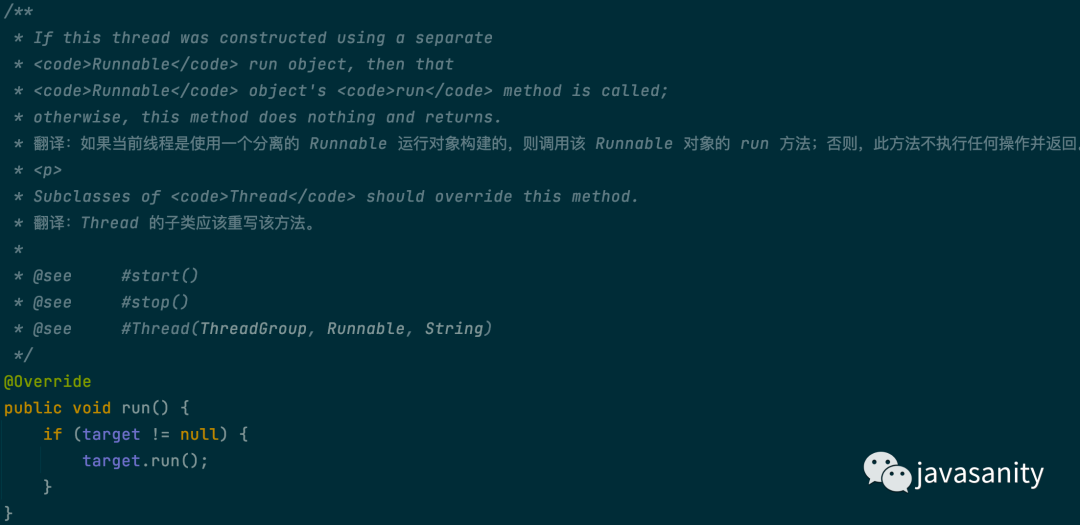 /**
 * If this thread was constructed using a separate
 * <code>Runnable</code> run object, then that
 * <code>Runnable</code> object's <code>run</code> method is called;
 * otherwise, this method does nothing and returns.
 * 翻译：如果当前线程是使用一个分离的 Runnable 运行对象构建的，则调用该 Runnable 对象的 run 方法；否则，此方法不执行任何操作并返回。
 * <p>
 * Subclasses of <code>Thread</code> should override this method.
 * 翻译：Thread 的子类应该重写该方法。
 *
 * @see     #start()
 * @see     #stop()
 * @see     #Thread(ThreadGroup, Runnable, String)
 */
@Override
public void run() {
    if (target != null) {
        target.run();
    }
}
javasanity